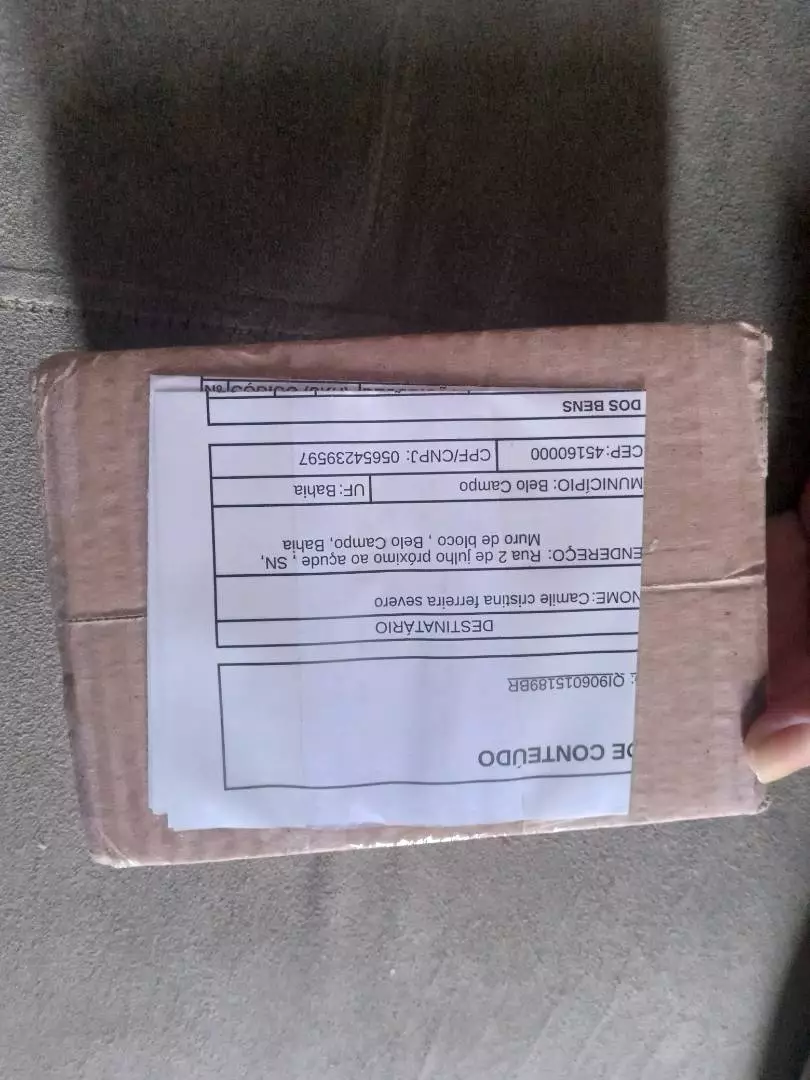 DE CONTEÚDO
: QI906015189BR
DESTINATÁRIO
NOME: Camile cristina ferreira severo
ENDEREÇO: Rua 2 de julho próximo ao açude , SN,
Muro de bloco , Belo Campo, Bahia
MUNICÍPIO: Belo Campo UF: Bahia
CEP:45160000 CPF/CNPJ: 05654239597
DOS BENS